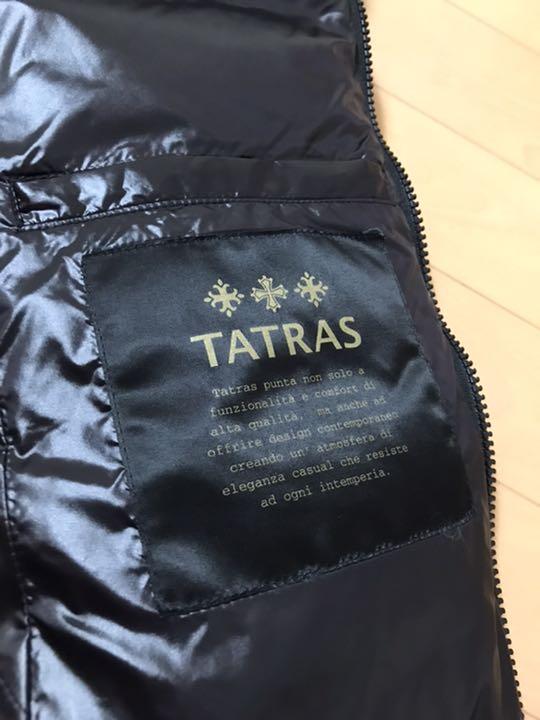 TATRAS
Tatras punta non solo a
funzionalità e comfort di
alta qualità. ma anche ad
offrire design contemporaneo
creando un' atmosfera di
eleganza casual che resiste
ad ogni intemperia.